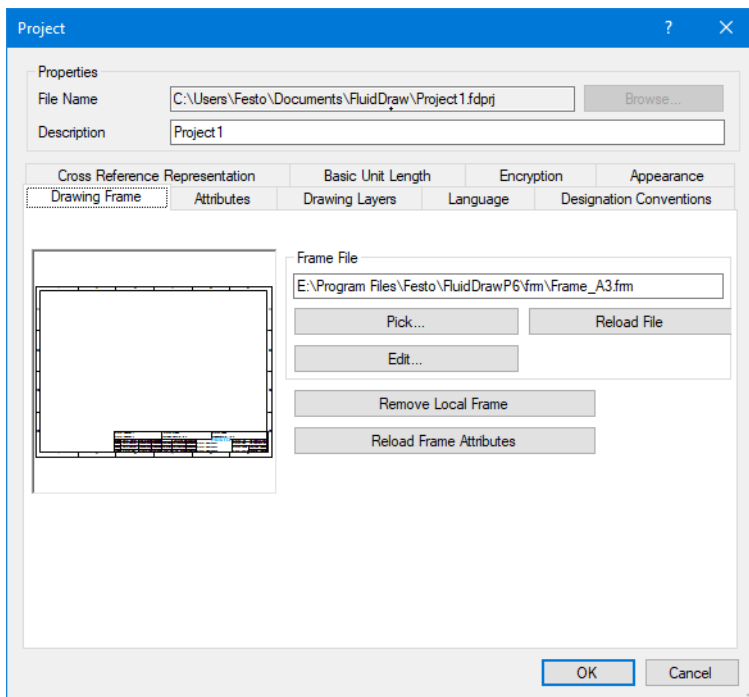 Project
?
Properties
File Name
C:\Users\Festo\Documents\FluidDraw\Project1.fdprj
Browse...
Description
Project1
Cross Reference Representation
Basic Unit Length
Encryption
Appearance
Drawing Frame
Attributes
Drawing Layers
Language
Designation Conventions
Frame File
E:\Program Files\Festo\FluidDrawP6\frm\Frame_A3.frm
Pick...
Reload File
Edit...
Remove Local Frame
Reload Frame Attributes
OK
Cancel